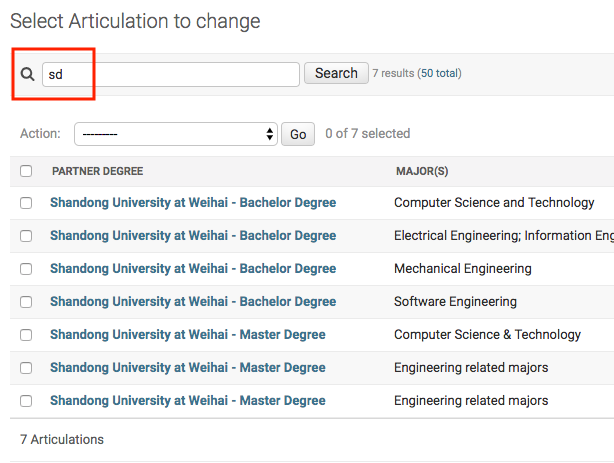 Select Articulation to change
sd Search 7 results (50 total)
Action: --------- Go 0 of 7 selected
PARTNER DEGREE MAJOR(S)
Shandong University at Weihai - Bachelor Degree Computer Science and Technology
Shandong University at Weihai - Bachelor Degree Electrical Engineering; Information Eng
Shandong University at Weihai - Bachelor Degree Mechanical Engineering
Shandong University at Weihai - Bachelor Degree Software Engineering
Shandong University at Weihai - Master Degree Computer Science & Technology
Shandong University at Weihai - Master Degree Engineering related majors
Shandong University at Weihai - Master Degree Engineering related majors
7 Articulations